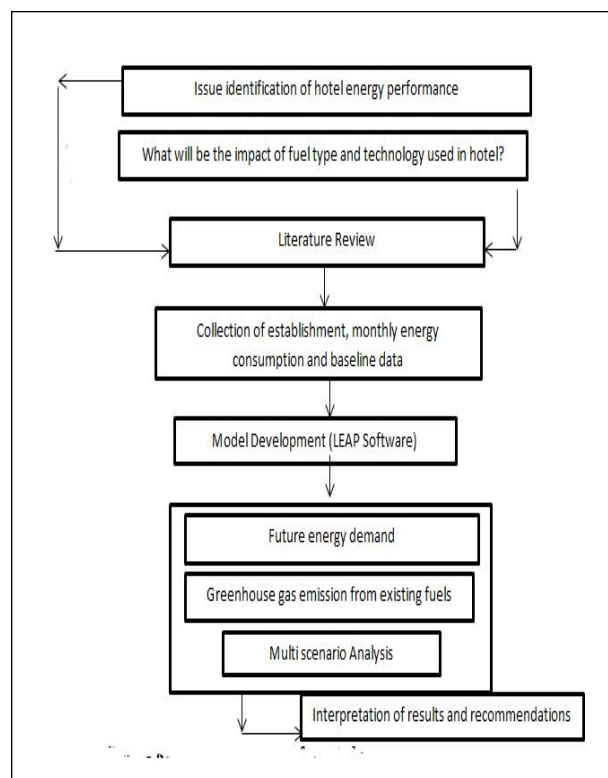 Issue identification of hotel energy performance
What will be the impact of fuel type and technology used in hotel?
Literature Review
Collection of establishment, monthly energy
consumption and baseline data
Model Development (LEAP Software)
Future energy demand
Greenhouse gas emission from existing fuels
Multi scenario Analysis
Interpretation of results and recommendations